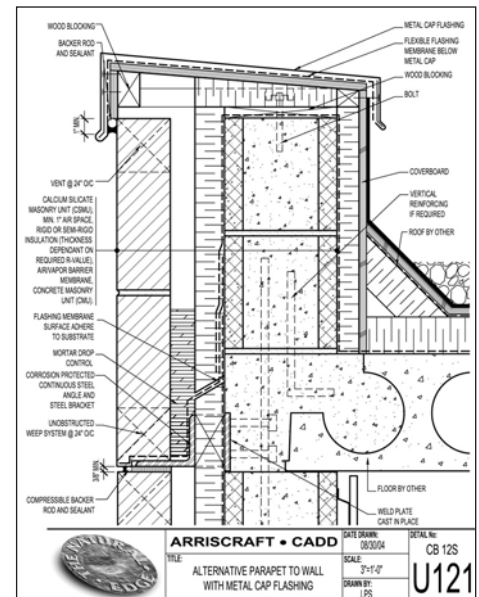 WOOD BLOCKING
BACKER ROD
AND SEALANT
1" MIN.
VENT @ 24" O/C
CALCIUM SILICATE
MASONRY UNIT (CSMU),
MIN. 1" AIR SPACE,
RIGID OR SEMI-RIGID
INSULATION (THICKNESS
DEPENDANT ON
REQUIRED R-VALUE),
AIR/VAPOR BARRIER
MEMBRANE,
CONCRETE MASONRY
UNIT (CMU)
FLASHING MEMBRANE
SURFACE ADHERE
TO SUBSTRATE
MORTAR DROP
CONTROL
CORROSION PROTECTED
CONTINUOUS STEEL
ANGLE AND
STEEL BRACKET
UNOBSTRUCTED
WEEP SYSTEM @ 24" O/C
3/8" MIN.
COMPRESSIBLE BACKER
ROD AND SEALANT
METAL CAP FLASHING
FLEXIBLE FLASHING
MEMBRANE BELOW
METAL CAP
WOOD BLOCKING
BOLT
COVERBOARD
VERTICAL
REINFORCING
IF REQUIRED
ROOF BY OTHER
FLOOR BY OTHER
WELD PLATE
CAST IN PLACE
THE NATURAL
EDGE
ARRISCRAFT • CADD
TITLE:
ALTERNATIVE PARAPET TO WALL
WITH METAL CAP FLASHING
DATE DRAWN:
08/30/04
SCALE:
3"=1'-0"
DRAWN BY:
LPS
DETAIL No:
CB 12S
U121